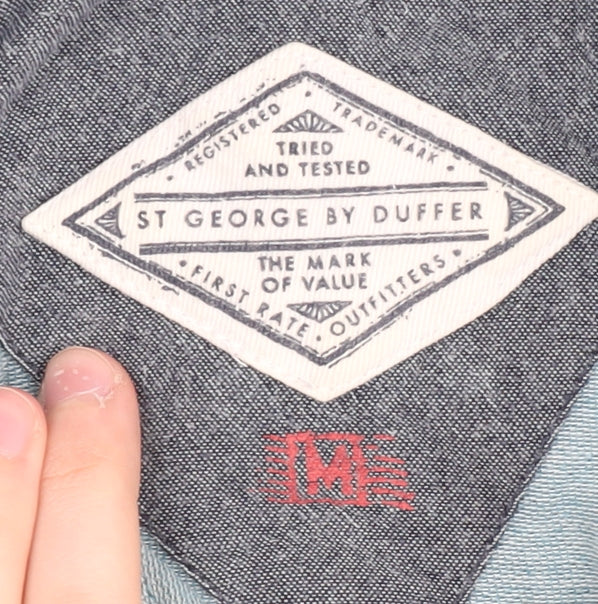 REGISTERED • TRADEMARK
TRIED
AND TESTED
ST GEORGE BY DUFFER
THE MARK
OF VALUE
FIRST RATE • OUTFITTERS
M